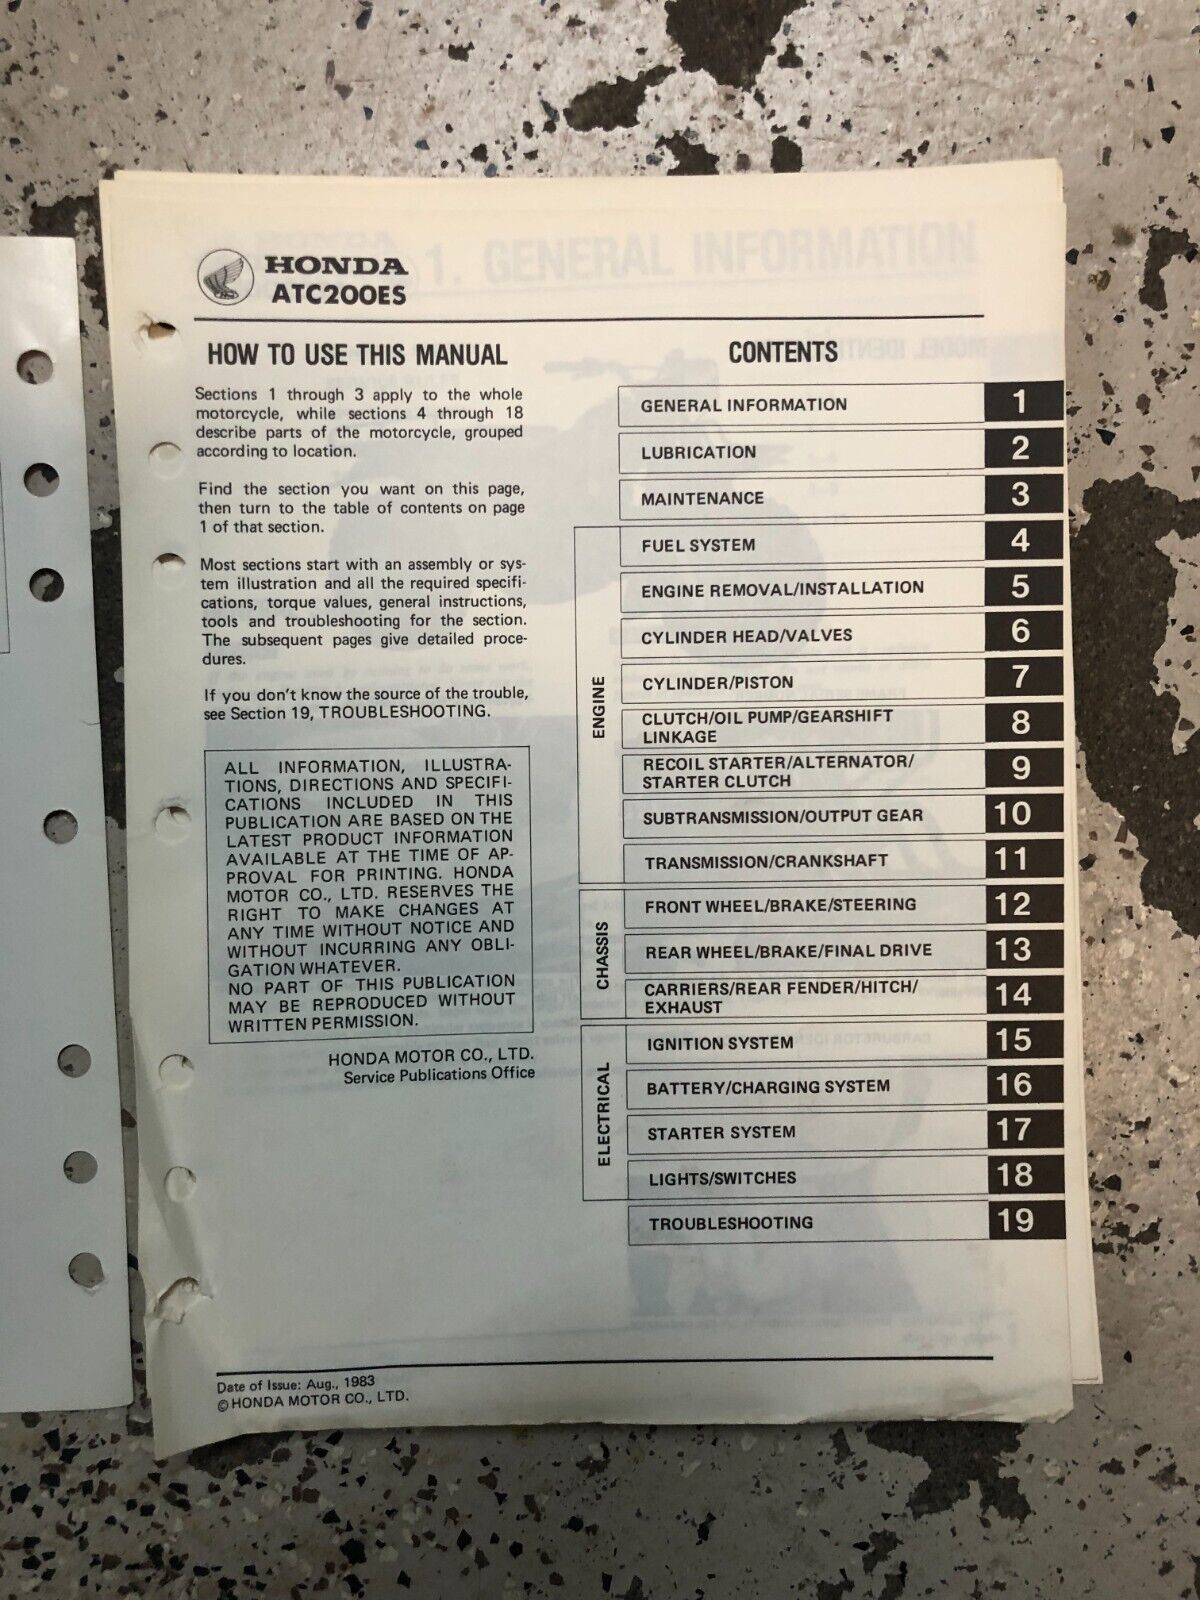 HONDA
ATC200ES
1. GENERAL INFORMATION
HOW TO USE THIS MANUAL
Sections 1 through 3 apply to the whole
motorcycle, while sections 4 through 18
describe parts of the motorcycle, grouped
according to location.
Find the section you want on this page,
then turn to the table of contents on page
1 of that section.
Most sections start with an assembly or sys-
tem illustration and all the required specifi-
cations, torque values, general instructions,
tools and troubleshooting for the section.
The subsequent pages give detailed proce-
dures.
If you don't know the source of the trouble,
see Section 19, TROUBLESHOOTING.
ALL INFORMATION, ILLUSTRA-
TIONS, DIRECTIONS AND SPECIFI-
CATIONS INCLUDED IN THIS
PUBLICATION ARE BASED ON THE
LATEST PRODUCT INFORMATION
AVAILABLE AT THE TIME OF AP-
PROVAL FOR PRINTING. HONDA
MOTOR CO., LTD. RESERVES THE
RIGHT TO MAKE CHANGES AT
ANY TIME WITHOUT NOTICE AND
WITHOUT INCURRING ANY OBLI-
GATION WHATEVER.
NO PART OF THIS PUBLICATION
MAY BE REPRODUCED WITHOUT
WRITTEN PERMISSION.
HONDA MOTOR CO., LTD.
Service Publications Office
CONTENTS
GENERAL INFORMATION 1
LUBRICATION 2
MAINTENANCE 3
ENGINE
FUEL SYSTEM 4
ENGINE REMOVAL/INSTALLATION 5
CYLINDER HEAD/VALVES 6
CYLINDER/PISTON 7
CLUTCH/OIL PUMP/GEARSHIFT
LINKAGE 8
RECOIL STARTER/ALTERNATOR/
STARTER CLUTCH 9
SUBTRANSMISSION/OUTPUT GEAR 10
TRANSMISSION/CRANKSHAFT 11
CHASSIS
FRONT WHEEL/BRAKE/STEERING 12
REAR WHEEL/BRAKE/FINAL DRIVE 13
CARRIERS/REAR FENDER/HITCH/
EXHAUST 14
ELECTRICAL
IGNITION SYSTEM 15
BATTERY/CHARGING SYSTEM 16
STARTER SYSTEM 17
LIGHTS/SWITCHES 18
TROUBLESHOOTING 19
Date of Issue: Aug., 1983
© HONDA MOTOR CO., LTD.